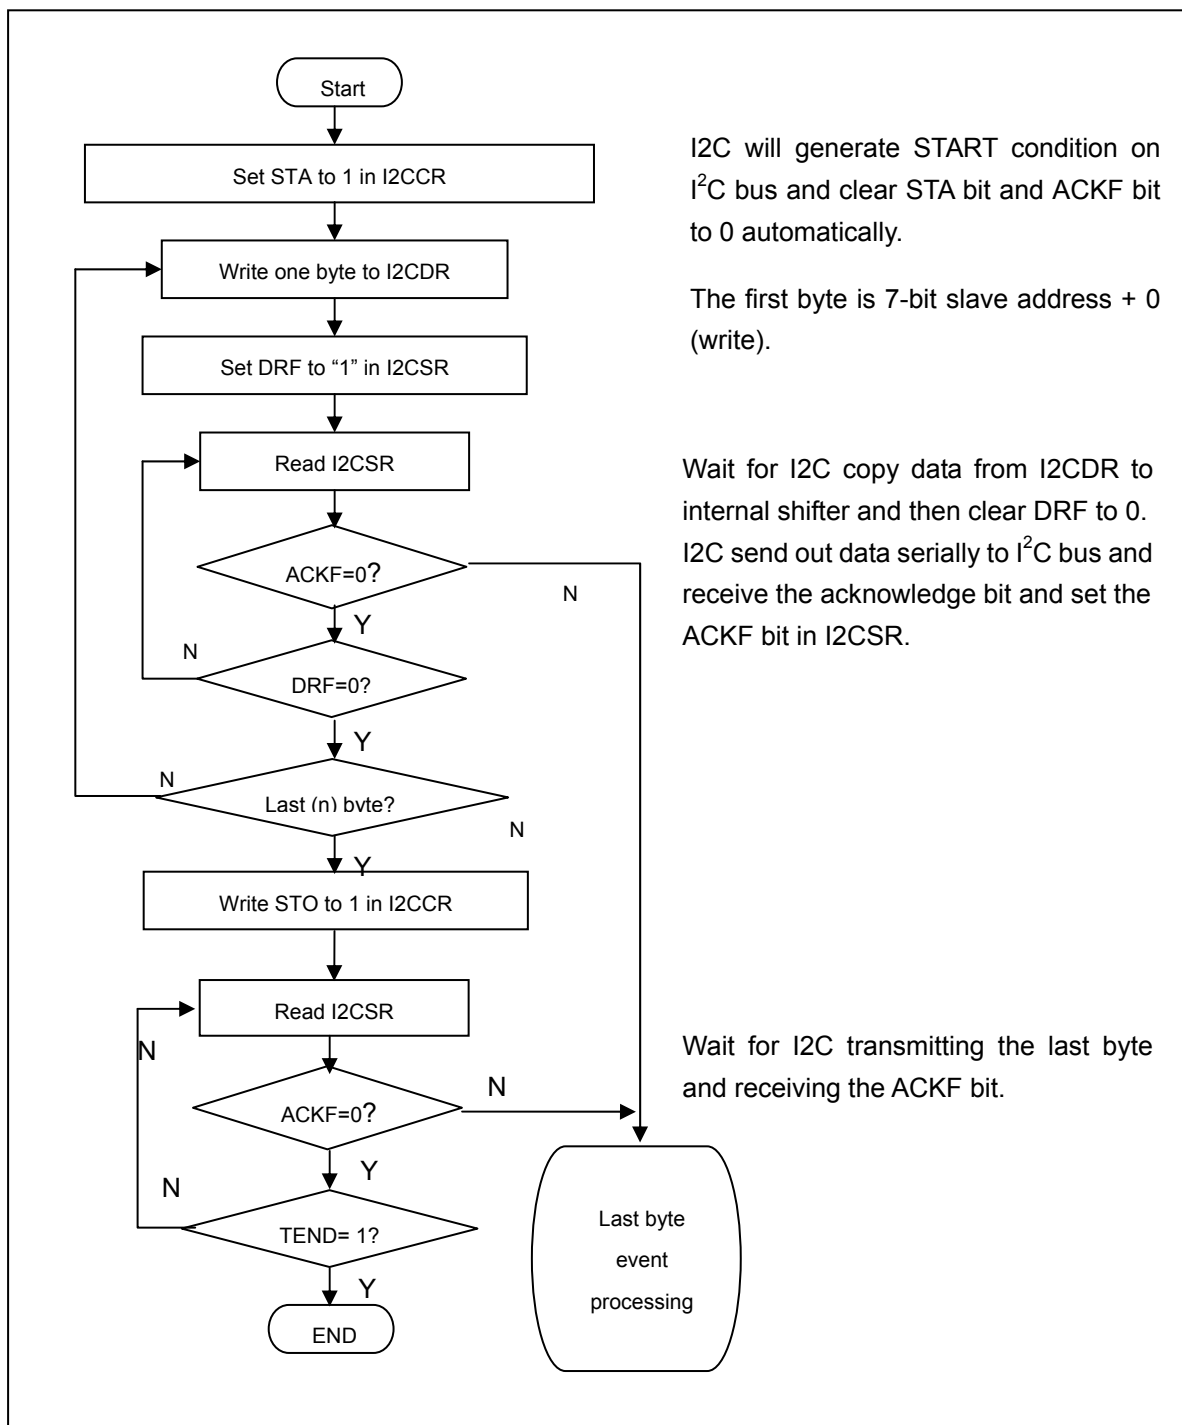 Start
Set STA to 1 in I2CCR
I2C will generate START condition on
I²C bus and clear STA bit and ACKF bit
to 0 automatically.
Write one byte to I2CDR
The first byte is 7-bit slave address + 0
(write).
Set DRF to “1” in I2CSR
Read I2CSR
Wait for I2C copy data from I2CDR to
internal shifter and then clear DRF to 0.
I2C send out data serially to I²C bus and
receive the acknowledge bit and set the
ACKF bit in I2CSR.
ACKF=0?
N
Y
N
DRF=0?
Y
N
Last (n) byte?
N
Y
Write STO to 1 in I2CCR
Read I2CSR
N
Wait for I2C transmitting the last byte
and receiving the ACKF bit.
ACKF=0?
N
Y
N
TEND= 1?
Y
END
Last byte
event
processing